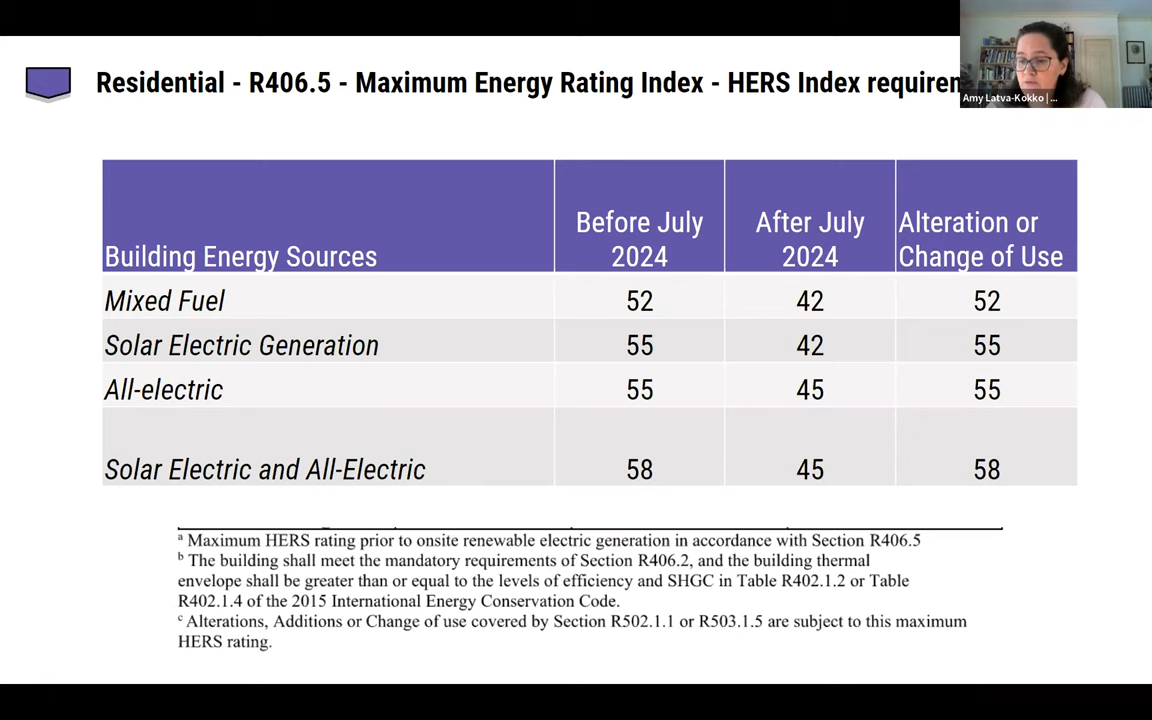 Residential - R406.5 - Maximum Energy Rating Index - HERS Index
Amy Latva-Kokko | ...
Building Energy Sources Before July 2024 After July 2024 Alteration or Change of Use
Mixed Fuel 52 42 52
Solar Electric Generation 55 42 55
All-electric 55 45 55
Solar Electric and All-Electric 58 45 58
a Maximum HERS rating prior to onsite renewable electric generation in accordance with Section R406.5
b The building shall meet the mandatory requirements of Section R406.2, and the building thermal
envelope shall be greater than or equal to the levels of efficiency and SHGC in Table R402.1.2 or Table
R402.1.4 of the 2015 International Energy Conservation Code.
c Alterations, Additions or Change of use covered by Section R502.1.1 or R503.1.5 are subject to this maximum
HERS rating.